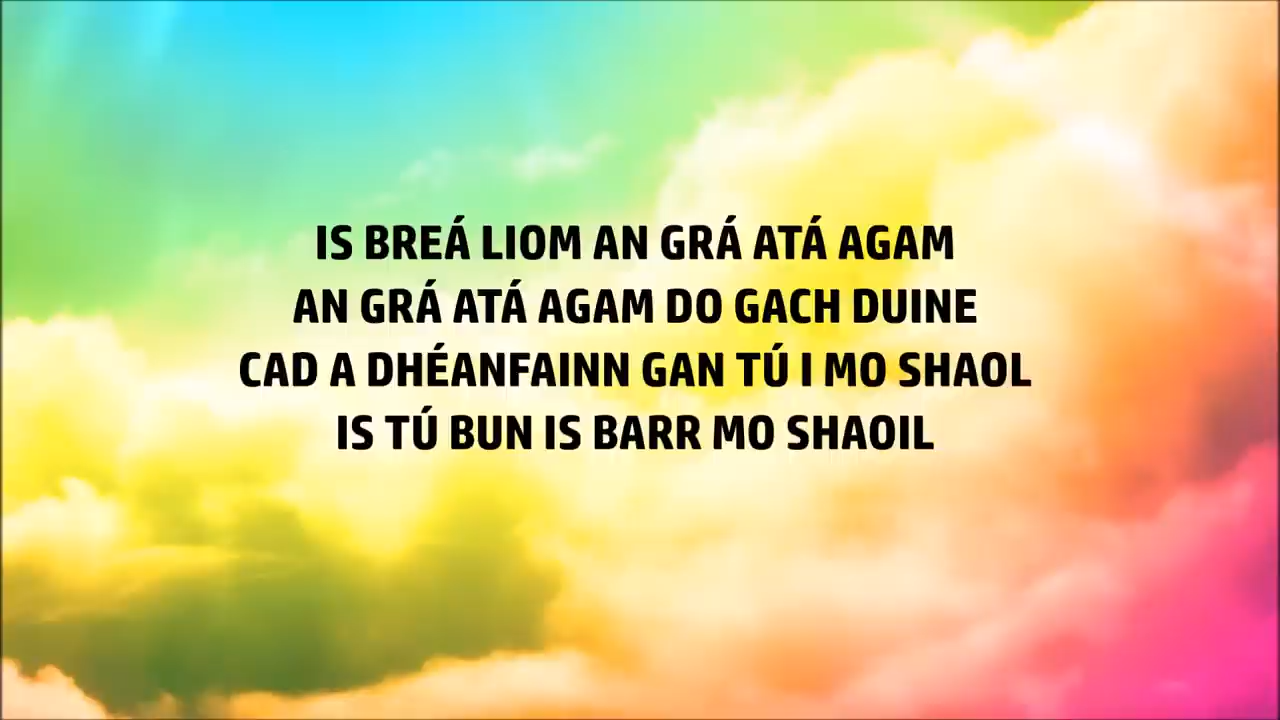 IS BREÁ LIOM AN GRÁ ATÁ AGAM
AN GRÁ ATÁ AGAM DO GACH DUINE
CAD A DHÉANFAINN GAN TÚ I MO SHAOL
IS TÚ BUN IS BARR MO SHAOIL